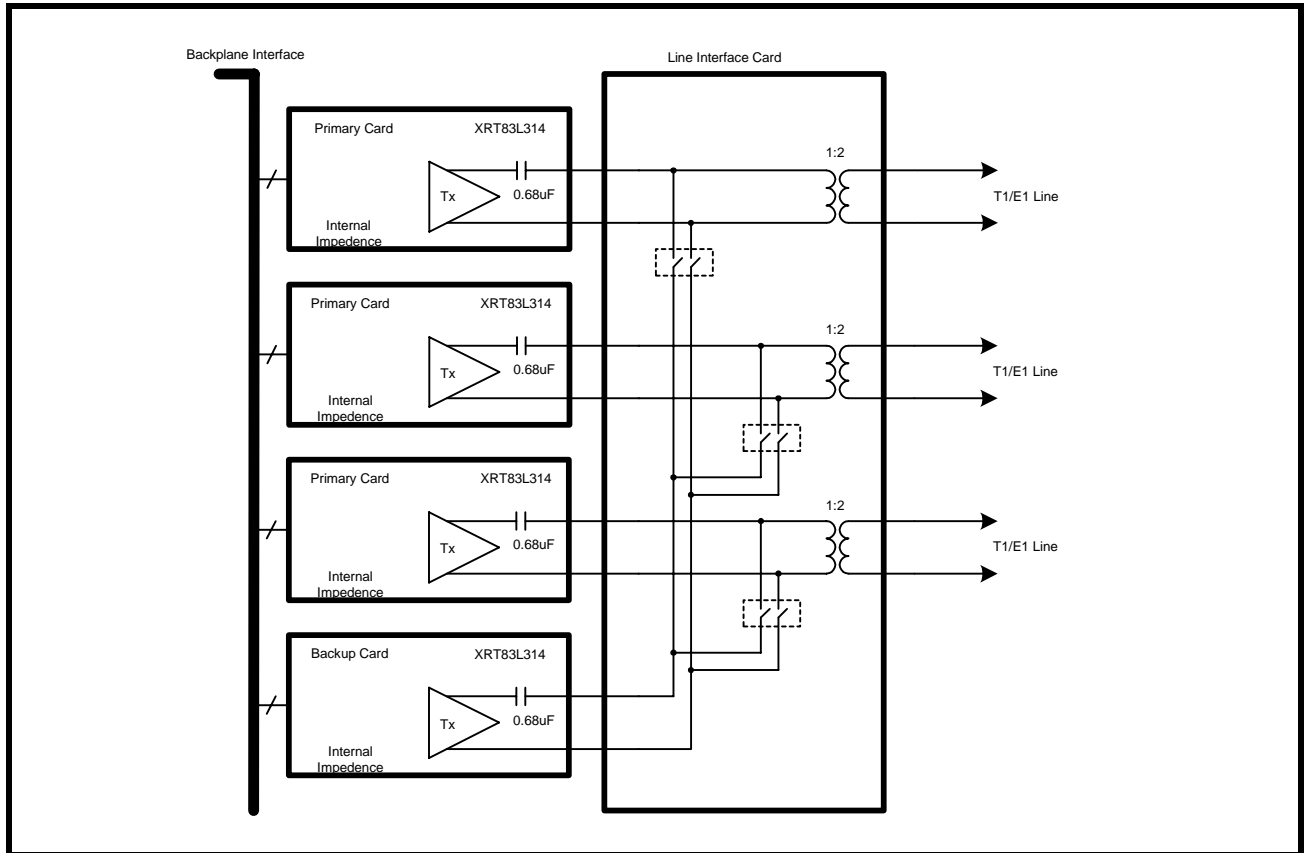 Backplane Interface
Line Interface Card
Primary Card XRT83L314
Tx
0.68uF
Internal
Impedence
1:2
T1/E1 Line
Primary Card XRT83L314
Tx
0.68uF
Internal
Impedence
1:2
T1/E1 Line
Primary Card XRT83L314
Tx
0.68uF
Internal
Impedence
1:2
T1/E1 Line
Backup Card XRT83L314
Tx
0.68uF
Internal
Impedence